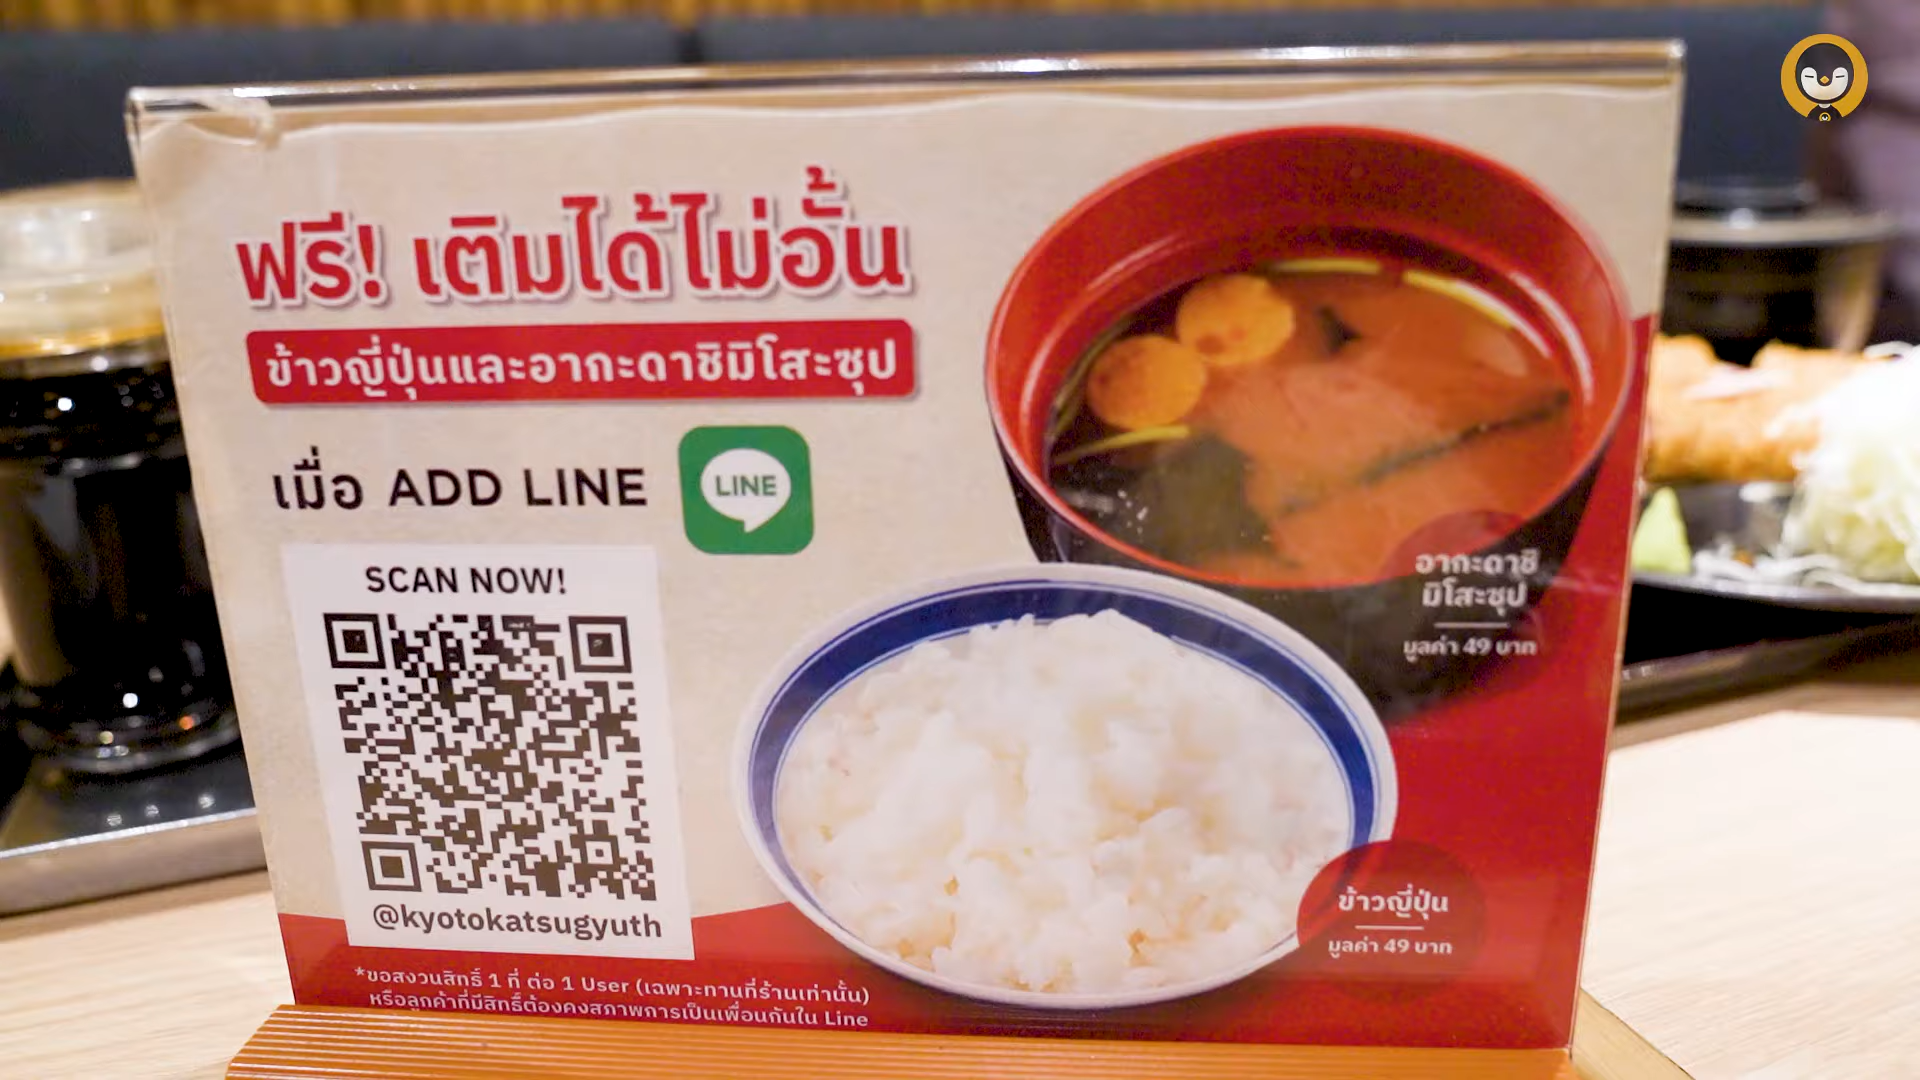 ฟรี! เติมได้ไม่อั้น
ข้าวญี่ปุ่นและอากะดาชิมิโสะซุป
เมื่อ ADD LINE
LINE
SCAN NOW!
@kyotokatsugyuth
อากะดาชิ
มิโสะซุป
มูลค่า 49 บาท
ข้าวญี่ปุ่น
มูลค่า 49 บาท
*ขอสงวนสิทธิ์ 1 ที่ ต่อ 1 User (เฉพาะทานที่ร้านเท่านั้น)
หรือลูกค้าที่มีสิทธิ์ต้องคงสภาพการเป็นเพื่อนกันใน Line